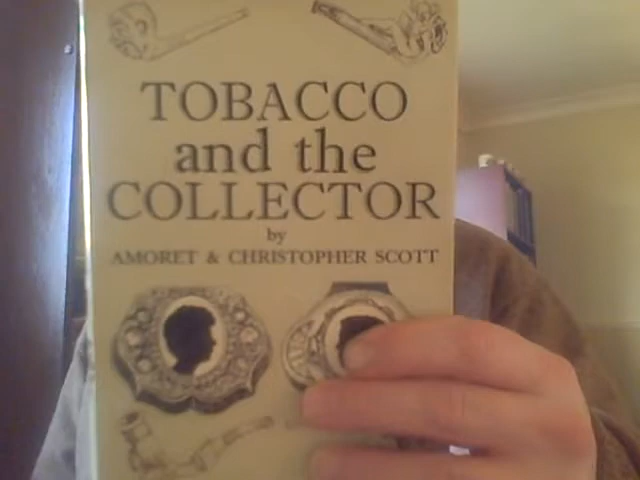 TOBACCO
and the
COLLECTOR
by
AMORET & CHRISTOPHER SCOTT